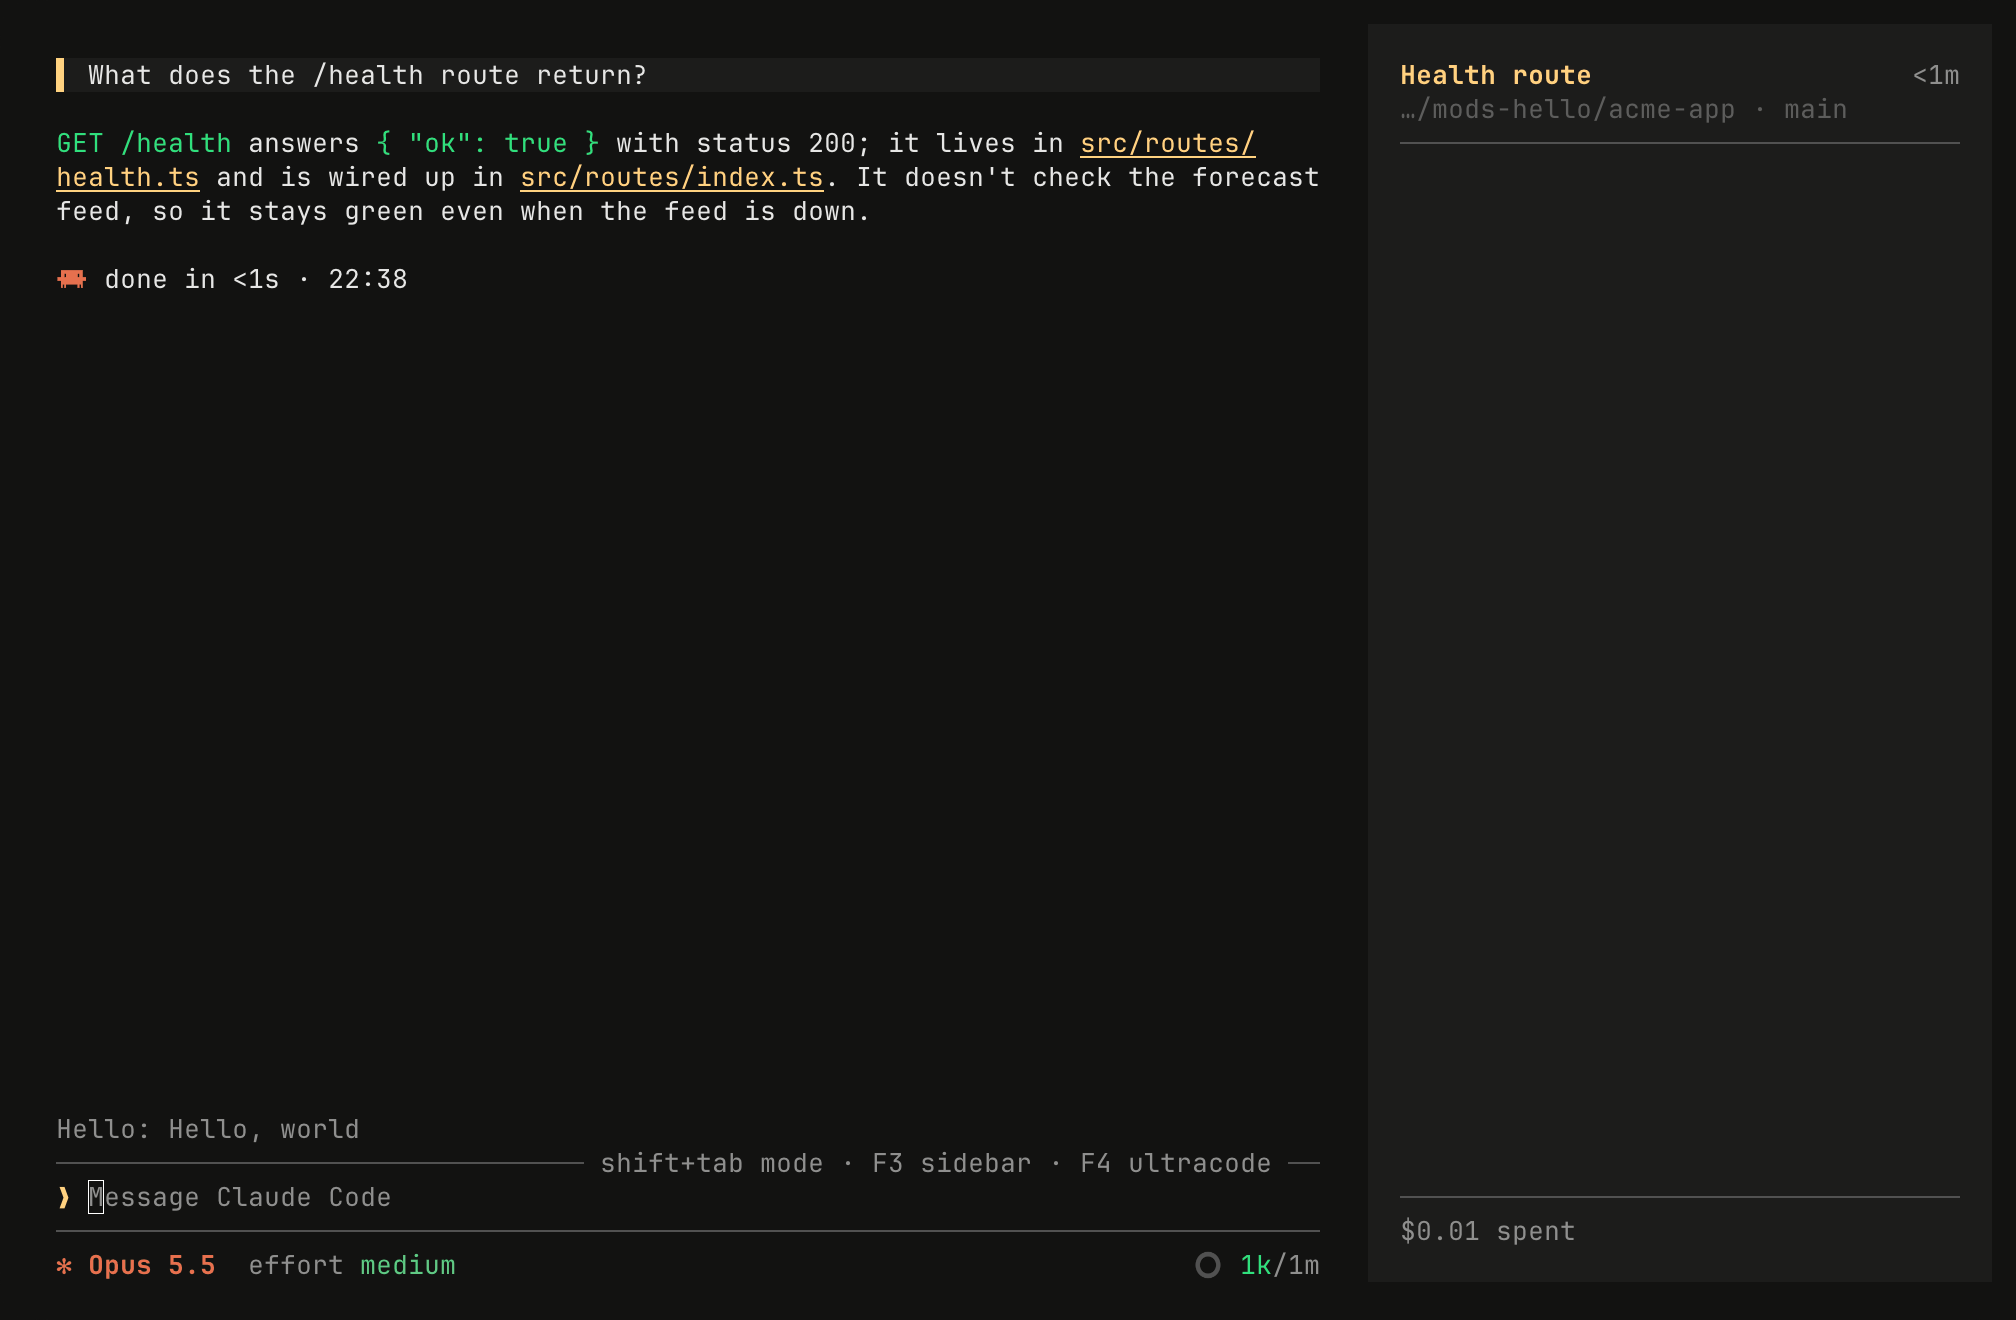 What does the /health route return?
GET /health answers { "ok": true } with status 200; it lives in src/routes/
health.ts and is wired up in src/routes/index.ts. It doesn't check the forecast
feed, so it stays green even when the feed is down.
done in <1s · 22:38
Hello: Hello, world
shift+tab mode · F3 sidebar · F4 ultracode
❯ Message Claude Code
✻ Opus 5.5 effort medium
1k/1m
Health route <1m
…/mods-hello/acme-app · main
$0.01 spent